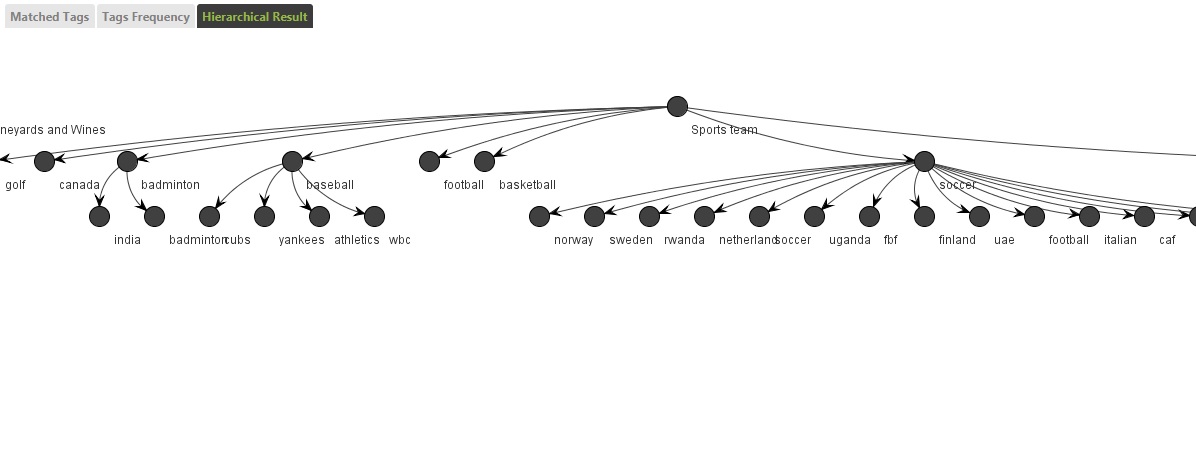 Matched Tags Tags Frequency Hierarchical Result
neyards and Wines Sports team
golf canada badminton baseball football basketball soccer
india badminton cubs yankees athletics wbc norway sweden rwanda netherland soccer uganda fbf finland uae football italian caf